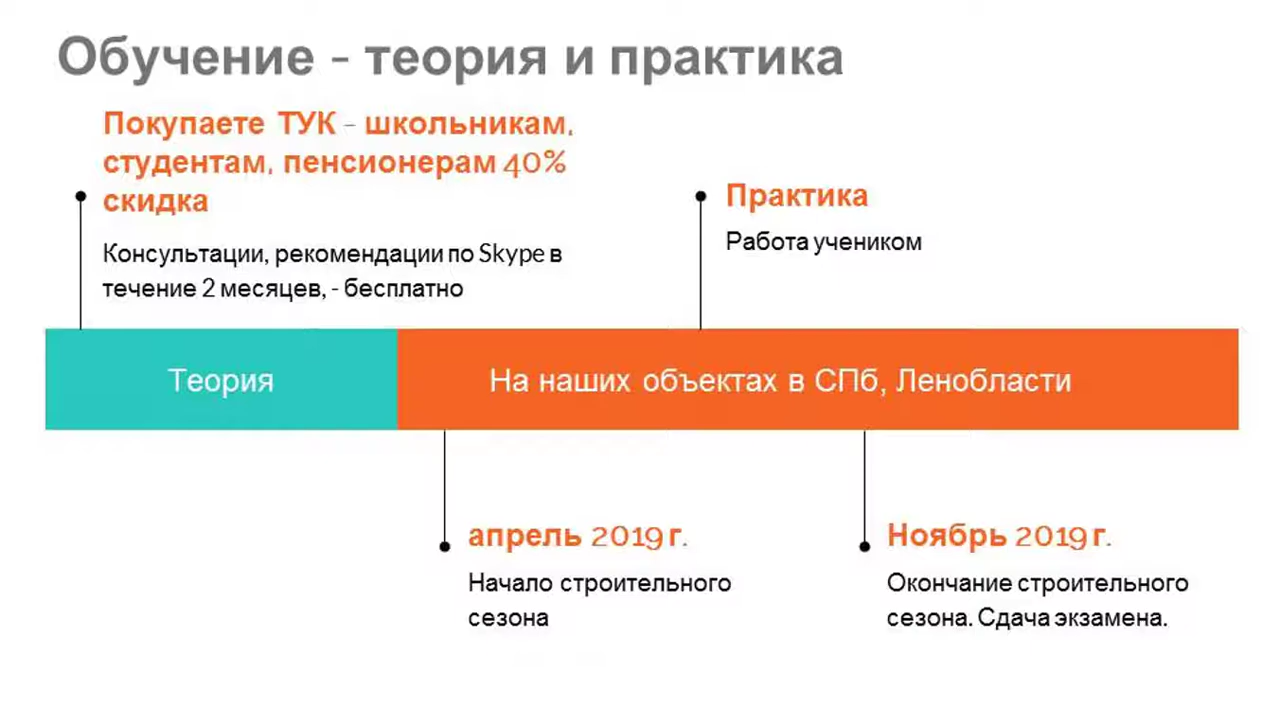 Обучение - теория и практика
Покупаете ТУК - школьникам,
студентам, пенсионерам 40%
скидка
Консультации, рекомендации по Skype в
течение 2 месяцев, - бесплатно
Практика
Работа учеником
Теория
На наших объектах в СПб, Ленобласти
апрель 2019 г.
Начало строительного
сезона
Ноябрь 2019 г.
Окончание строительного
сезона. Сдача экзамена.